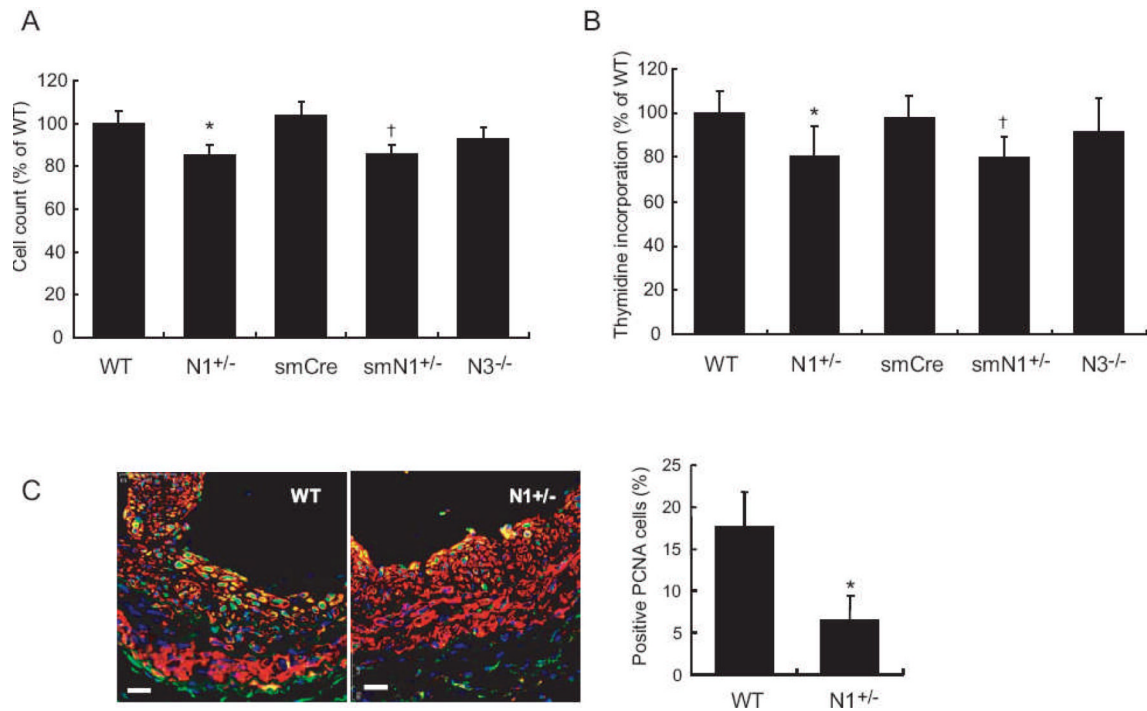 A
Cell count (% of WT)
120
100
80
60
40
20
0
*
†
WT N1+/- smCre smN1+/- N3-/-
B
Thymidine incorporation (% of WT)
120
100
80
60
40
20
0
*
†
WT N1+/- smCre smN1+/- N3-/-
C
WT
N1+/-
Positive PCNA cells (%)
25
20
15
10
5
0
*
WT N1+/-